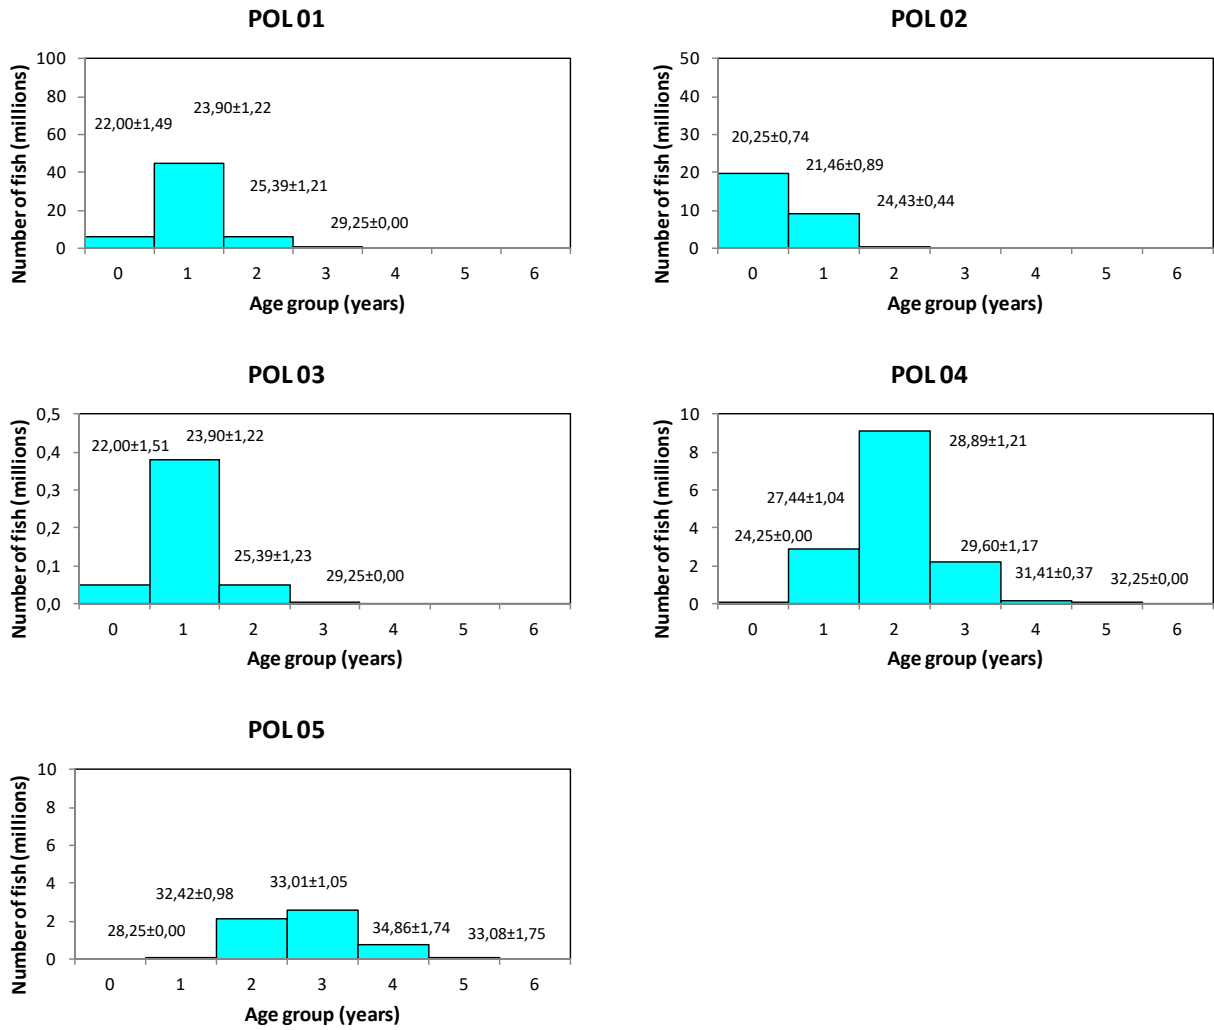 POL 01
Number of fish (millions)
100
80
60
40
20
0
22,00±1,49
23,90±1,22
25,39±1,21
29,25±0,00
0 1 2 3 4 5 6
Age group (years)
POL 02
Number of fish (millions)
50
40
30
20
10
0
20,25±0,74
21,46±0,89
24,43±0,44
0 1 2 3 4 5 6
Age group (years)
POL 03
Number of fish (millions)
0,5
0,4
0,3
0,2
0,1
0,0
22,00±1,51
23,90±1,22
25,39±1,23
29,25±0,00
0 1 2 3 4 5 6
Age group (years)
POL 04
Number of fish (millions)
10
8
6
4
2
0
24,25±0,00
27,44±1,04
28,89±1,21
29,60±1,17
31,41±0,37
32,25±0,00
0 1 2 3 4 5 6
Age group (years)
POL 05
Number of fish (millions)
10
8
6
4
2
0
28,25±0,00
32,42±0,98
33,01±1,05
34,86±1,74
33,08±1,75
0 1 2 3 4 5 6
Age group (years)